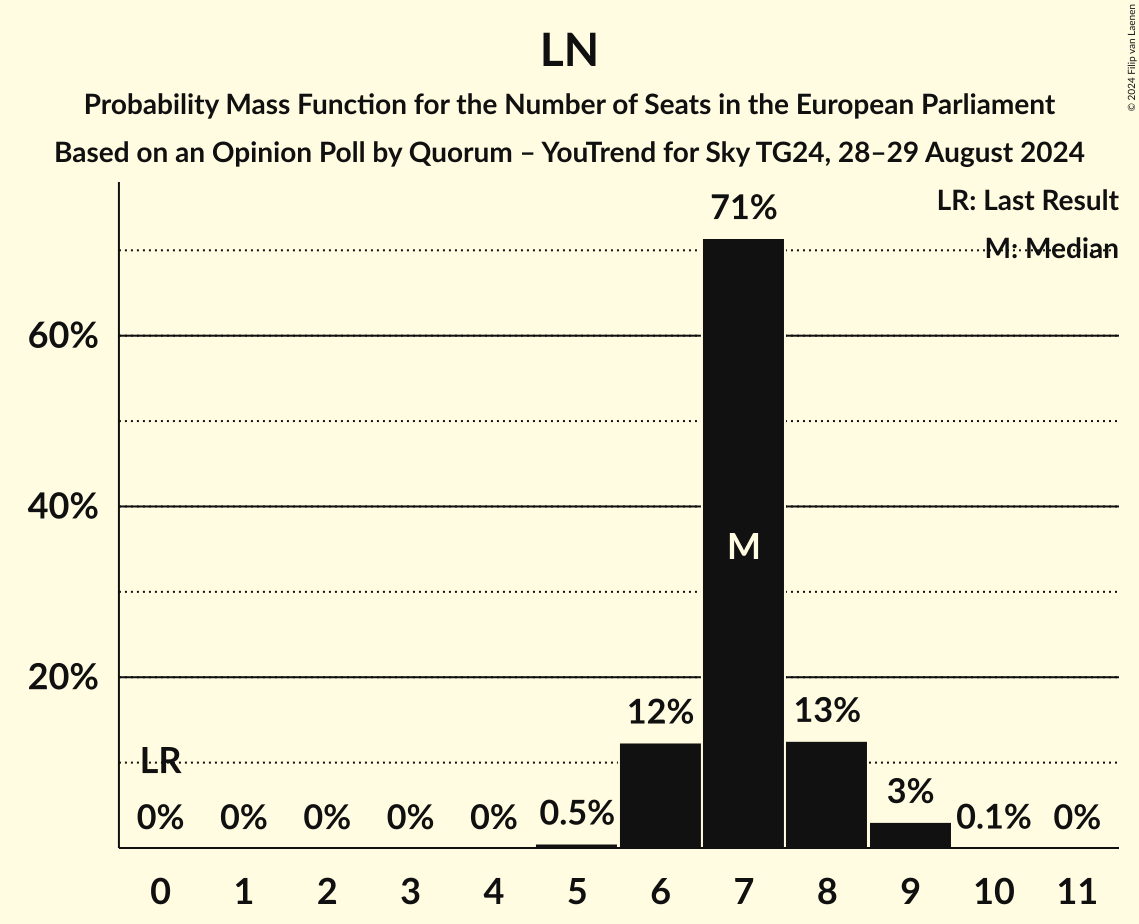 LN
Probability Mass Function for the Number of Seats in the European Parliament
Based on an Opinion Poll by Quorum – YouTrend for Sky TG24, 28–29 August 2024
© 2024 Filip van Laenen
LR: Last Result
M: Median
71%
60%
40%
M
20%
12%
13%
LR
3%
0%
0%
0%
0%
0%
0.5%
0.1%
0%
0 1 2 3 4 5 6 7 8 9 10 11